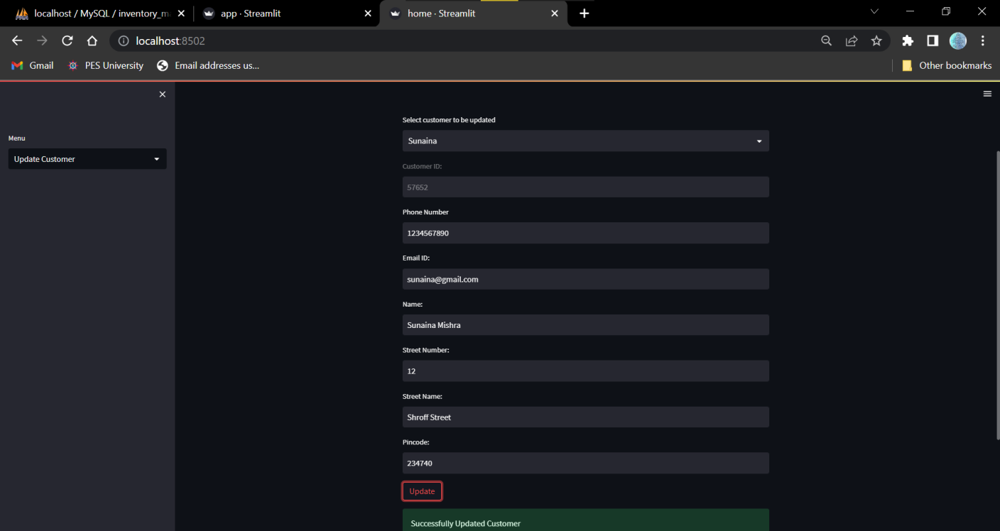 localhost / MySQL / inventory_ma
app · Streamlit
home · Streamlit
localhost:8502
Gmail
PES University
Email addresses us...
Other bookmarks
Menu
Update Customer
Select customer to be updated
Sunaina
Customer ID:
57652
Phone Number
1234567890
Email ID:
sunaina@gmail.com
Name:
Sunaina Mishra
Street Number:
12
Street Name:
Shroff Street
Pincode:
234740
Update
Successfully Updated Customer